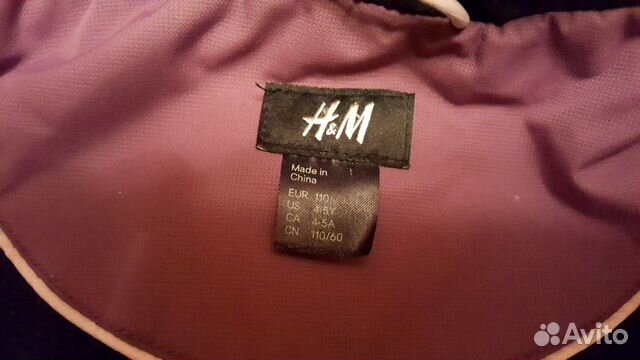 H&M
Made in
China
EUR 110
US 4-5Y
CA 4-5A
CN 110/60
Avito